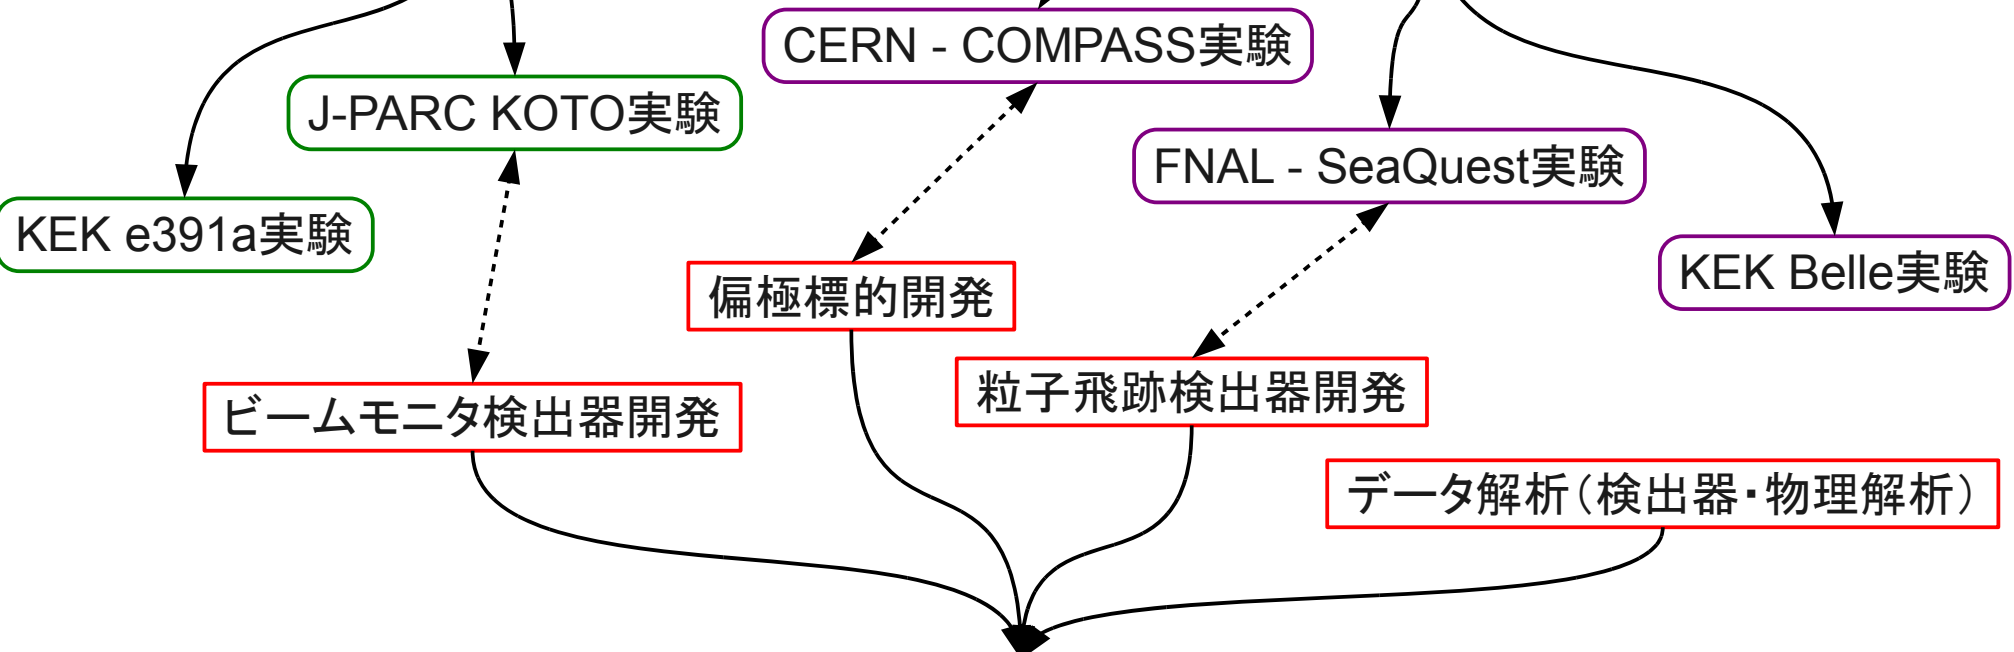 CERN - COMPASS実験
J-PARC KOTO実験
FNAL - SeaQuest実験
KEK e391a実験
KEK Belle実験
偏極標的開発
粒子飛跡検出器開発
ビームモニタ検出器開発
データ解析（検出器・物理解析）